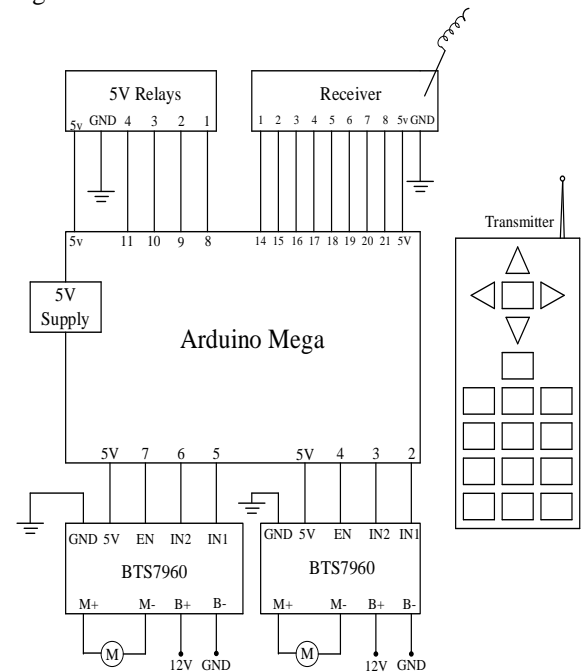 g
5V Relays
5v GND 4 3 2 1
Receiver
1 2 3 4 5 6 7 8 5v GND
5v 11 10 9 8
14 15 16 17 18 19 20 21 5V
5V
Supply
Arduino Mega
5V 7 6 5
5V 4 3 2
GND 5V EN IN2 IN1
BTS7960
M+ M- B+ B-
M
12V GND
GND 5V EN IN2 IN1
BTS7960
M+ M- B+ B-
M
12V GND
Transmitter